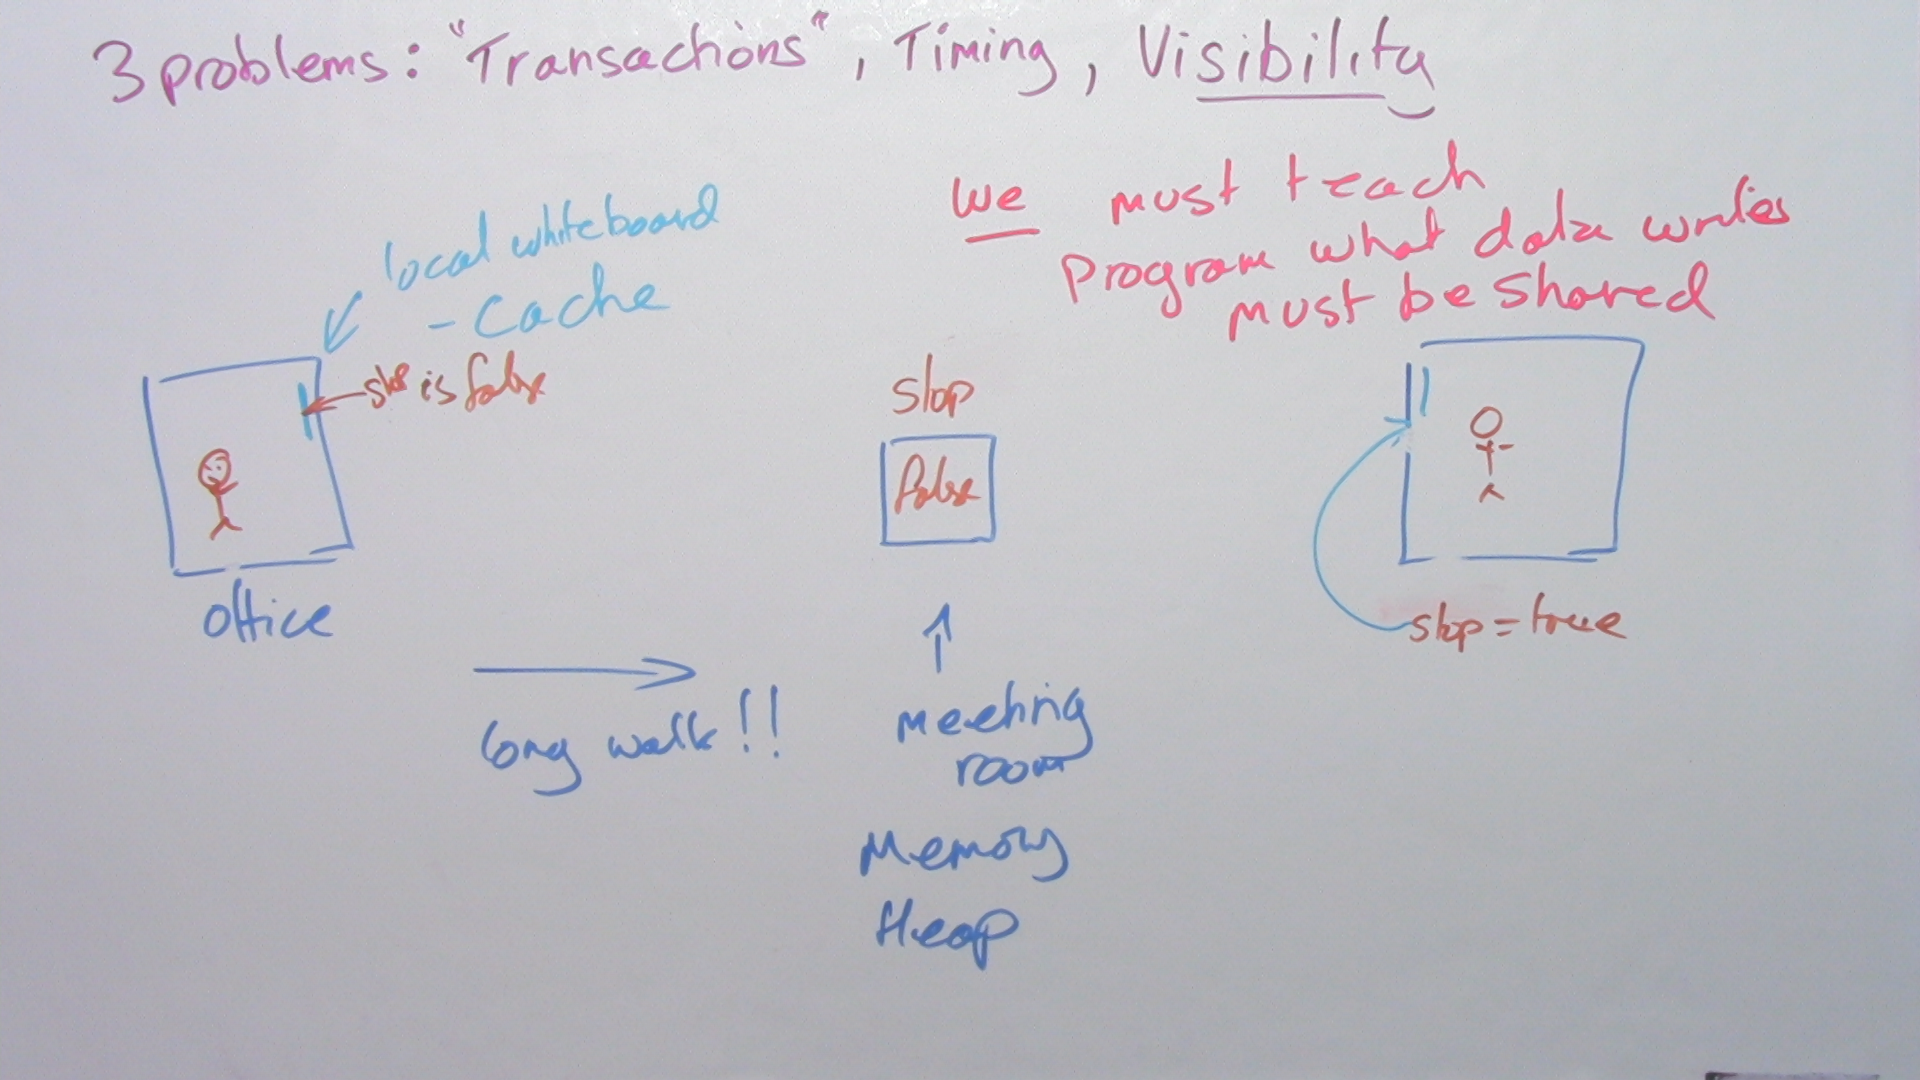 3 problems: "Transactions", Timing, Visibility
we must teach
program what data writes
must be shared
local whiteboard
- Cache
stop is false
stop
false
office
long walk!!
meeting
room
Memory
Heap
stop = true